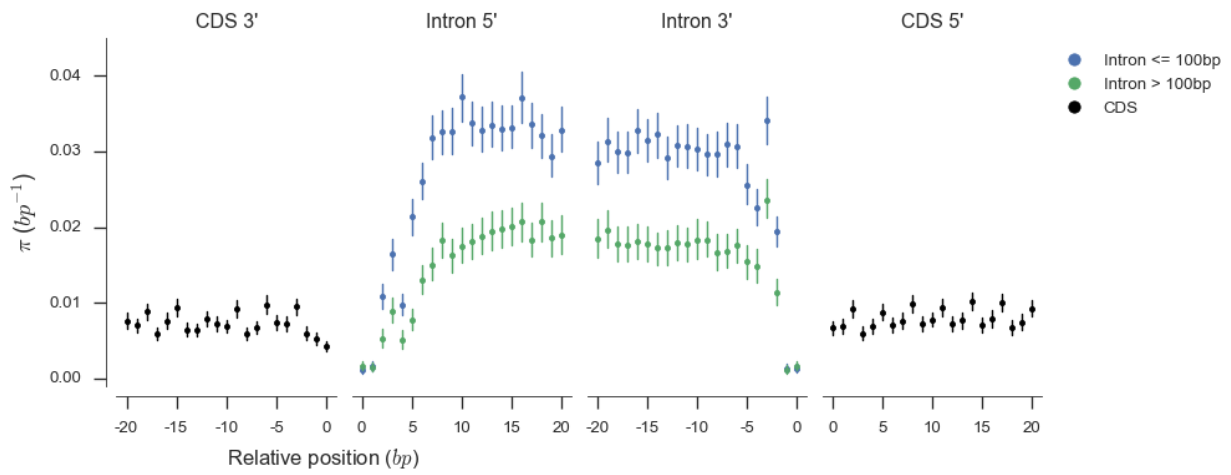 CDS 3' Intron 5' Intron 3' CDS 5'
Intron <= 100bp
Intron > 100bp
CDS
0.04
0.03
0.02
0.01
0.00
π (bp⁻¹)
-20 -15 -10 -5 0 0 5 10 15 20 -20 -15 -10 -5 0 0 5 10 15 20
Relative position (bp)